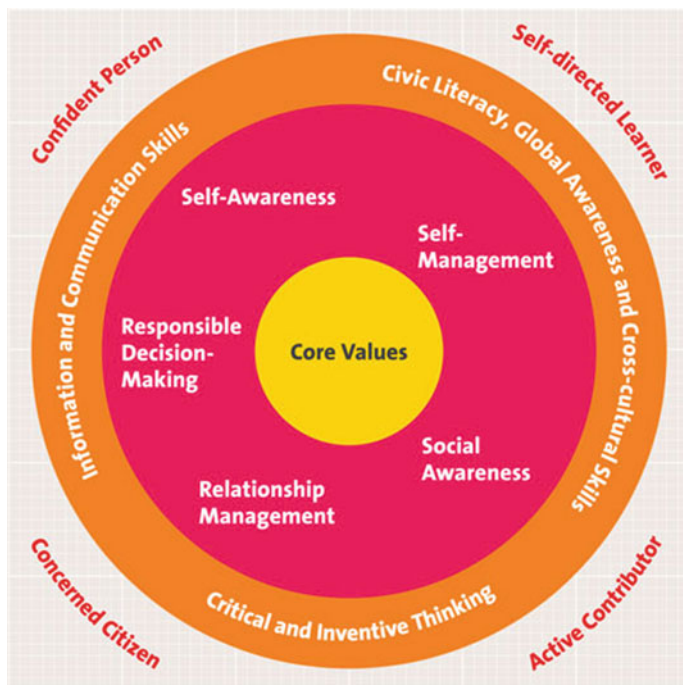 Confident Person
Self-directed Learner
Information and Communication Skills
Civic Literacy, Global Awareness and Cross-cultural Skills
Self-Awareness
Self-
Management
Responsible
Decision-
Making
Core Values
Social
Awareness
Relationship
Management
Critical and Inventive Thinking
Concerned Citizen
Active Contributor